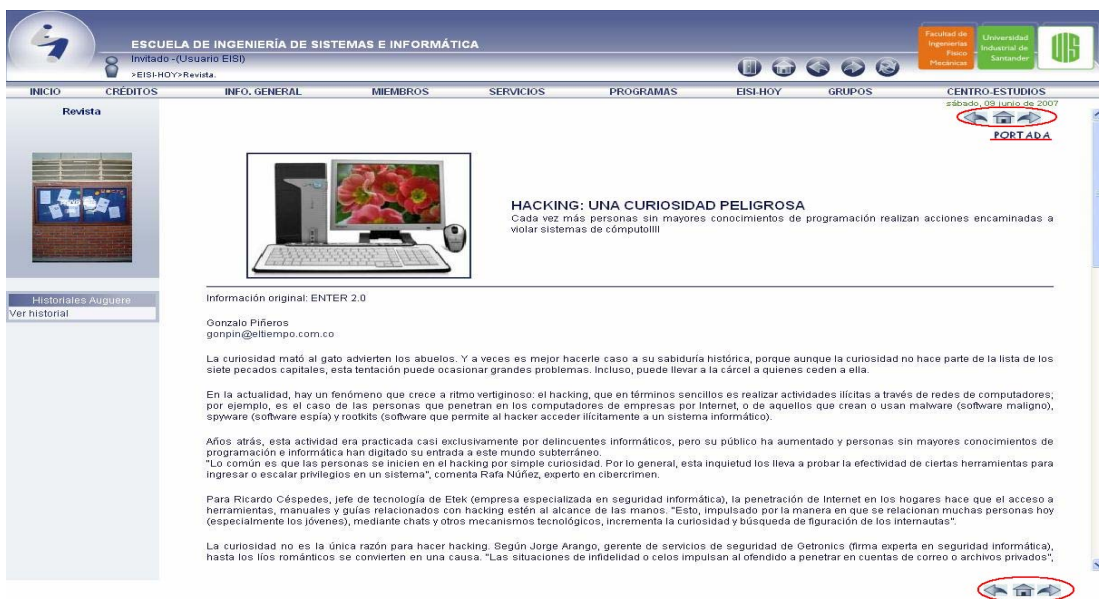 ESCUELA DE INGENIERÍA DE SISTEMAS E INFORMÁTICA
Invitado -(Usuario EISI)
>EISI-HOY>Revista.
Facultad de
Ingenierías
Físico
Mecánicas
Universidad
Industrial de
Santander
INICIO CRÉDITOS INFO. GENERAL MIEMBROS SERVICIOS PROGRAMAS EISI-HOY GRUPOS CENTRO-ESTUDIOS
sábado, 09 junio de 2007
Revista
PORTADA
HACKING: UNA CURIOSIDAD PELIGROSA
Cada vez más personas sin mayores conocimientos de programación realizan acciones encaminadas a
violar sistemas de cómputo!!!!
Historiales Auguere
Ver historial
Información original: ENTER 2.0
Gonzalo Piñeros
gonpin@eltiempo.com.co
La curiosidad mató al gato advierten los abuelos. Y a veces es mejor hacerle caso a su sabiduría histórica, porque aunque la curiosidad no hace parte de la lista de los
siete pecados capitales, esta tentación puede ocasionar grandes problemas. Incluso, puede llevar a la cárcel a quienes ceden a ella.
En la actualidad, hay un fenómeno que crece a ritmo vertiginoso: el hacking, que en términos sencillos es realizar actividades ilícitas a través de redes de computadores;
por ejemplo, es el caso de las personas que penetran en los computadores de empresas por Internet, o de aquellos que crean o usan malware (software maligno),
spyware (software espía) y rootkits (software que permite al hacker acceder ilícitamente a un sistema informático).
Años atrás, esta actividad era practicada casi exclusivamente por delincuentes informáticos, pero su público ha aumentado y personas sin mayores conocimientos de
programación e informática han digitado su entrada a este mundo subterráneo.
"Lo común es que las personas se inicien en el hacking por simple curiosidad. Por lo general, esta inquietud los lleva a probar la efectividad de ciertas herramientas para
ingresar o escalar privilegios en un sistema", comenta Rafa Núñez, experto en cibercrimen.
Para Ricardo Céspedes, jefe de tecnología de Etek (empresa especializada en seguridad informática), la penetración de Internet en los hogares hace que el acceso a
herramientas, manuales y guías relacionados con hacking estén al alcance de las manos. "Esto, impulsado por la manera en que se relacionan muchas personas hoy
(especialmente los jóvenes), mediante chats y otros mecanismos tecnológicos, incrementa la curiosidad y búsqueda de figuración de los internautas".
La curiosidad no es la única razón para hacer hacking. Según Jorge Arango, gerente de servicios de seguridad de Getronics (firma experta en seguridad informática),
hasta los líos románticos se convierten en una causa. "Las situaciones de infidelidad o celos impulsan al ofendido a penetrar en cuentas de correo o archivos privados",